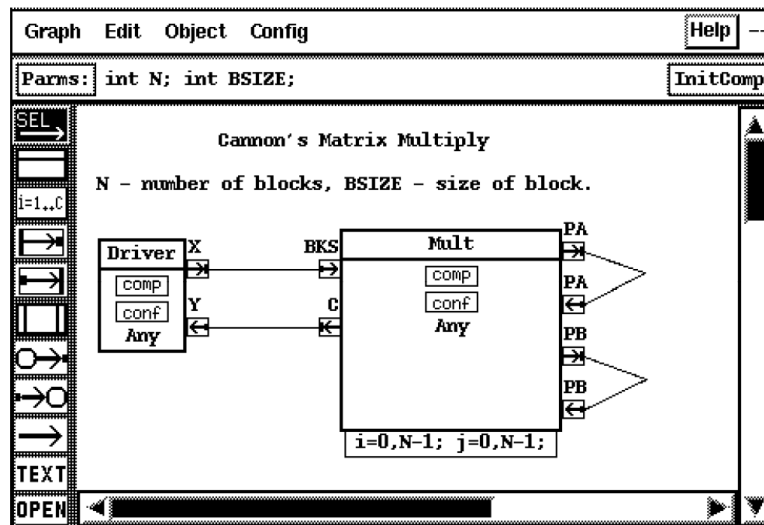 Graph Edit Object Config Help
Parms: int N; int BSIZE; InitComp
SEL
Cannon's Matrix Multiply
N - number of blocks, BSIZE - size of block.
i=1..C
Driver X BKS Mult PA
comp comp
PA
conf Y C conf
Any Any
PB
PB
i=0,N-1; j=0,N-1;
TEXT
OPEN